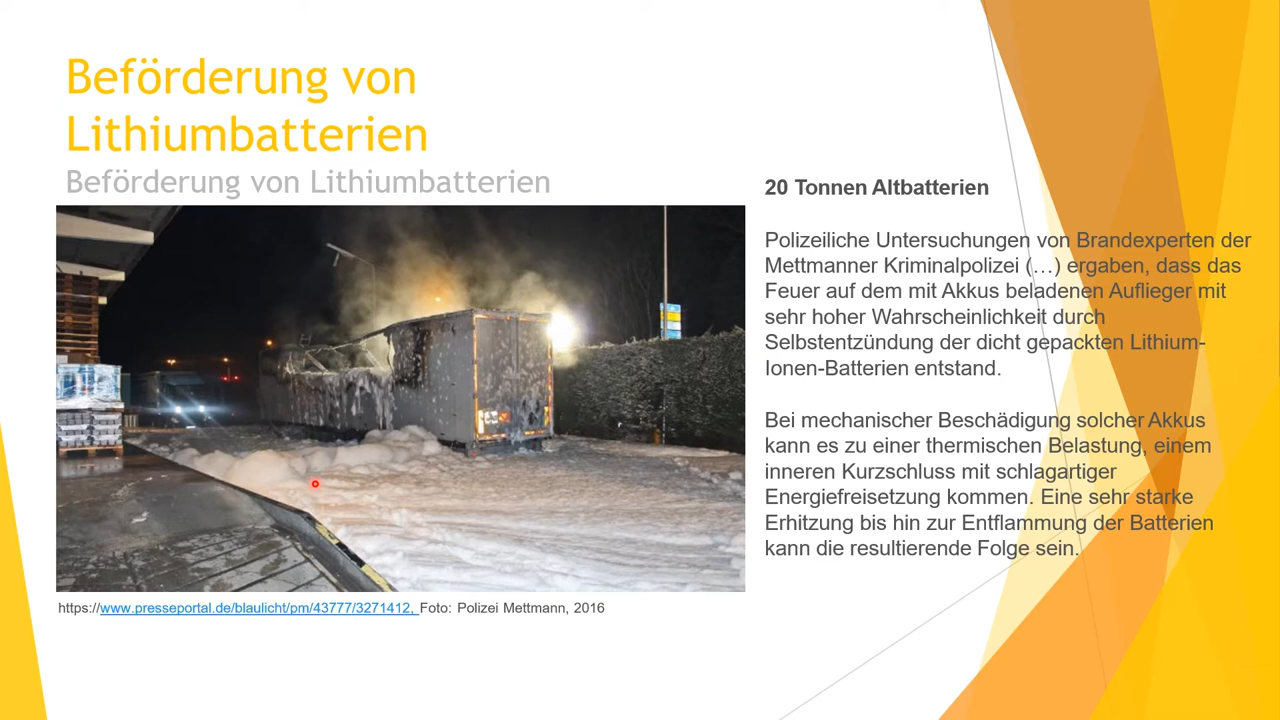 Beförderung von
Lithiumbatterien
Beförderung von Lithiumbatterien
20 Tonnen Altbatterien
Polizeiliche Untersuchungen von Brandexperten der
Mettmanner Kriminalpolizei (…) ergaben, dass das
Feuer auf dem mit Akkus beladenen Auflieger mit
sehr hoher Wahrscheinlichkeit durch
Selbstentzündung der dicht gepackten Lithium-
Ionen-Batterien entstand.
Bei mechanischer Beschädigung solcher Akkus
kann es zu einer thermischen Belastung, einem
inneren Kurzschluss mit schlagartiger
Energiefreisetzung kommen. Eine sehr starke
Erhitzung bis hin zur Entflammung der Batterien
kann die resultierende Folge sein.
https://www.presseportal.de/blaulicht/pm/43777/3271412, Foto: Polizei Mettmann, 2016